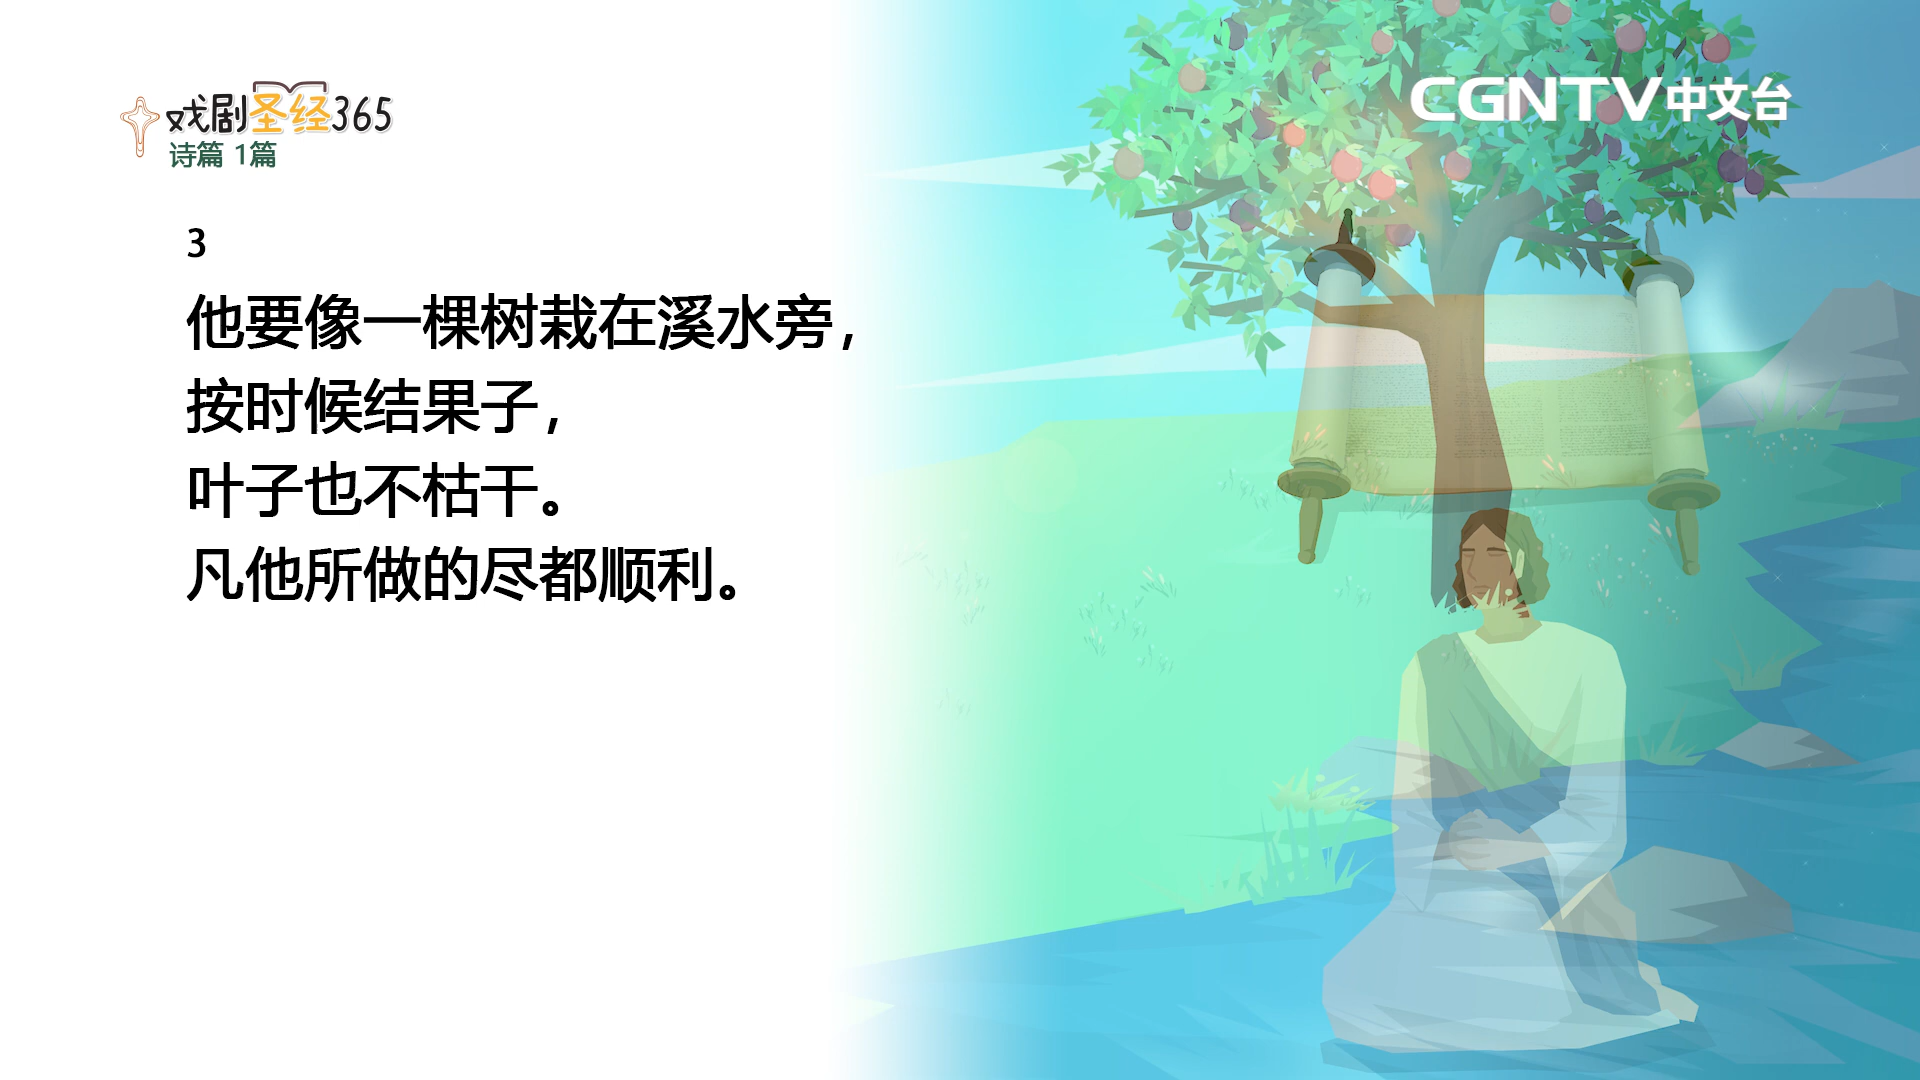 戏剧圣经365
诗篇 1篇
CGNTV中文台
3
他要像一棵树栽在溪水旁，
按时候结果子，
叶子也不枯干。
凡他所做的尽都顺利。